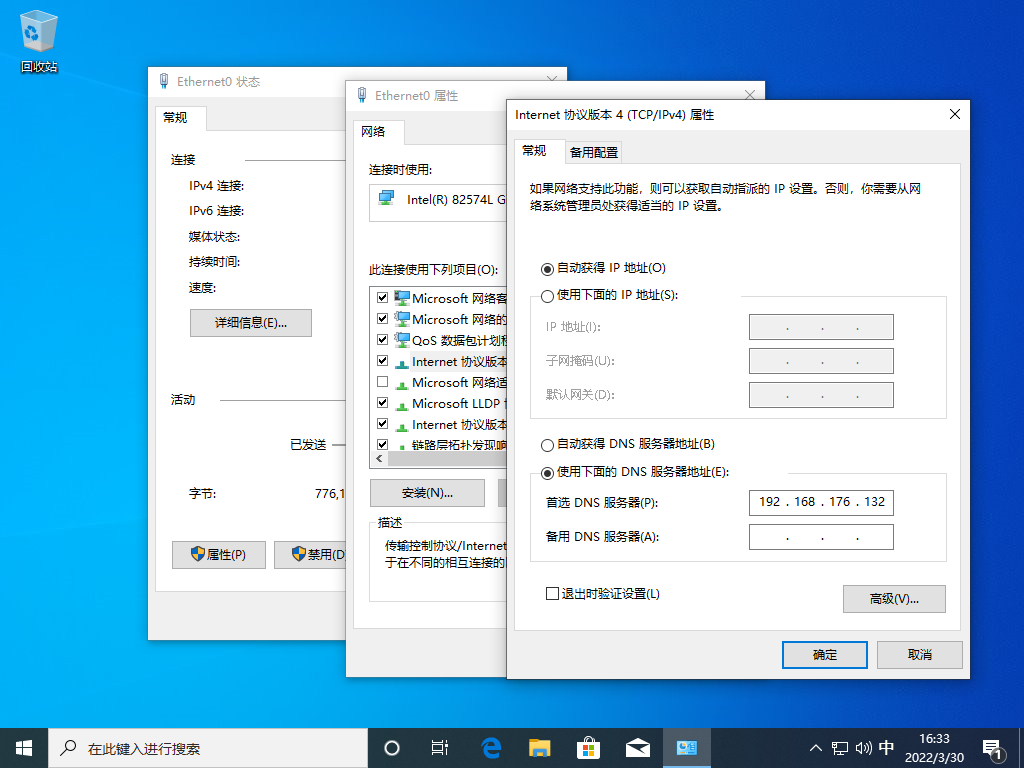 回收站
Ethernet0 状态
常规
连接
IPv4 连接:
IPv6 连接:
媒体状态:
持续时间:
速度:
详细信息(E)...
活动
已发送
字节:
776,1
属性(P)
禁用(D
Ethernet0 属性
网络
连接时使用:
Intel(R) 82574L G
此连接使用下列项目(O):
Microsoft 网络客
Microsoft 网络的
QoS 数据包计划程
Internet 协议版本
Microsoft 网络适
Microsoft LLDP
Internet 协议版本
链路层拓扑发现响
安装(N)...
描述
传输控制协议/Internet
于在不同的相互连接的
Internet 协议版本 4 (TCP/IPv4) 属性
常规
备用配置
如果网络支持此功能，则可以获取自动指派的 IP 设置。否则，你需要从网
络系统管理员处获得适当的 IP 设置。
自动获得 IP 地址(O)
使用下面的 IP 地址(S):
IP 地址(I):
子网掩码(U):
默认网关(D):
自动获得 DNS 服务器地址(B)
使用下面的 DNS 服务器地址(E):
首选 DNS 服务器(P):
192 . 168 . 176 . 132
备用 DNS 服务器(A):
退出时验证设置(L)
高级(V)...
确定
取消
在此键入进行搜索
中
16:33
2022/3/30
1